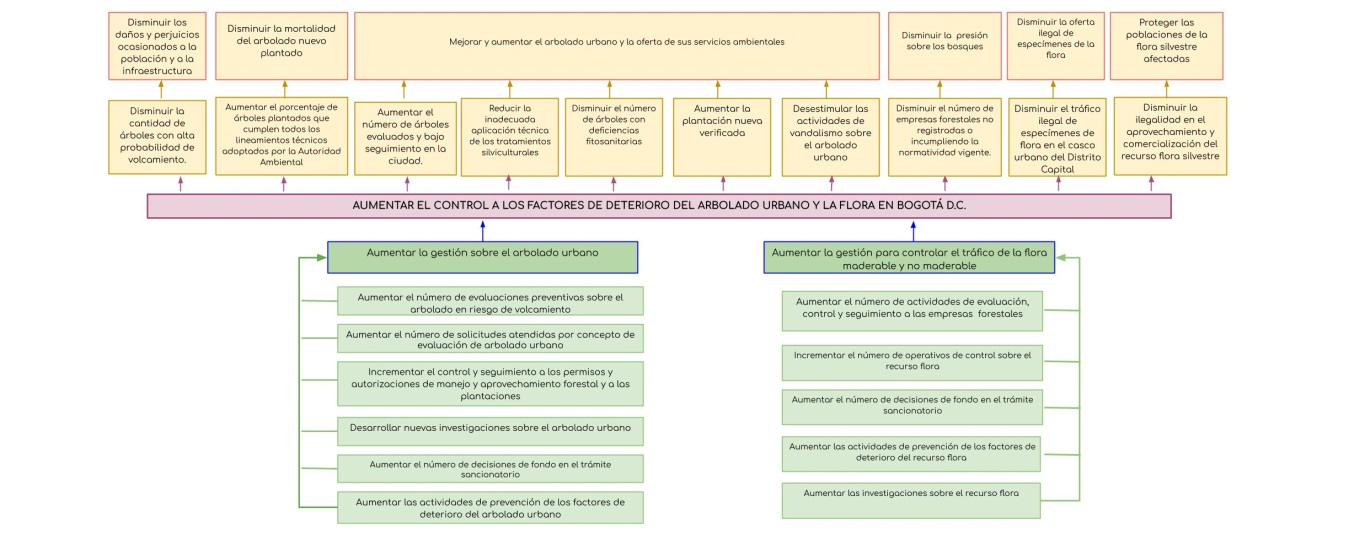 Disminuir los
daños y perjuicios
ocasionados a la
población y a la
infraestructura
Disminuir la mortalidad
del arbolado nuevo
plantado
Mejorar y aumentar el arbolado urbano y la oferta de sus servicios ambientales
Disminuir la presión
sobre los bosques
Disminuir la oferta
ilegal de
especímenes de la
flora
Proteger las
poblaciones de la
flora silvestre
afectadas
Disminuir la
cantidad de
árboles con alta
probabilidad de
volcamiento.
Aumentar el porcentaje de
árboles plantados que
cumplen todos los
lineamientos técnicos
adoptados por la Autoridad
Ambiental
Aumentar el
número de árboles
evaluados y bajo
seguimiento en la
ciudad.
Reducir la
inadecuada
aplicación técnica
de los tratamientos
silviculturales
Disminuir el número
de árboles con
deficiencias
fitosanitarias
Aumentar la
plantación nueva
verificada
Desestimular las
actividades de
vandalismo sobre
el arbolado
urbano
Disminuir el número de
empresas forestales no
registradas o
incumpliendo la
normatividad vigente.
Disminuir el tráfico
ilegal de
especímenes de
flora en el casco
urbano del Distrito
Capital
Disminuir la
ilegalidad en el
aprovechamiento y
comercialización del
recurso flora silvestre
AUMENTAR EL CONTROL A LOS FACTORES DE DETERIORO DEL ARBOLADO URBANO Y LA FLORA EN BOGOTÁ D.C.
Aumentar la gestión sobre el arbolado urbano
Aumentar el número de evaluaciones preventivas sobre el
arbolado en riesgo de volcamiento
Aumentar el número de solicitudes atendidas por concepto de
evaluación de arbolado urbano
Incrementar el control y seguimiento a los permisos y
autorizaciones de manejo y aprovechamiento forestal y a las
plantaciones
Desarrollar nuevas investigaciones sobre el arbolado urbano
Aumentar el número de decisiones de fondo en el trámite
sancionatorio
Aumentar las actividades de prevención de los factores de
deterioro del arbolado urbano
Aumentar la gestión para controlar el tráfico de la flora
maderable y no maderable
Aumentar el número de actividades de evaluación,
control y seguimiento a las empresas forestales
Incrementar el número de operativos de control sobre el
recurso flora
Aumentar el número de decisiones de fondo en el trámite
sancionatorio
Aumentar las actividades de prevención de los factores de
deterioro del recurso flora
Aumentar las investigaciones sobre el recurso flora